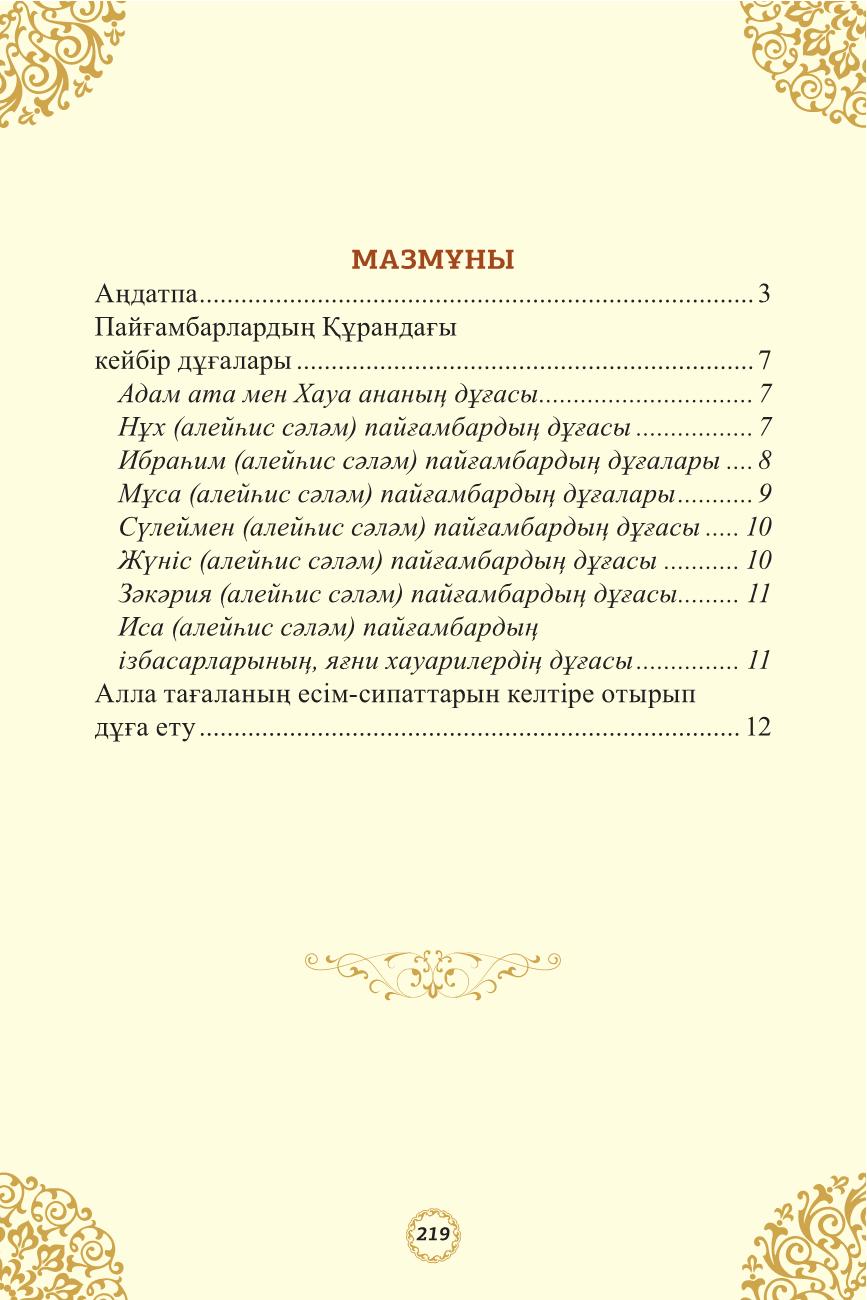 МАЗМҰНЫ
Аңдатпа................................................................................ 3
Пайғамбарлардың Құрандағы
кейбір дұғалары .................................................................. 7
Адам ата мен Хауа ананың дұғасы............................... 7
Нұх (алейһис сәләм) пайғамбардың дұғасы ................. 7
Ибраһим (алейһис сәләм) пайғамбардың дұғалары .... 8
Мұса (алейһис сәләм) пайғамбардың дұғалары........... 9
Сүлеймен (алейһис сәләм) пайғамбардың дұғасы ..... 10
Жүніс (алейһис сәләм) пайғамбардың дұғасы ........... 10
Зәкәрия (алейһис сәләм) пайғамбардың дұғасы......... 11
Иса (алейһис сәләм) пайғамбардың
ізбасарларының, яғни хауарилердің дұғасы............... 11
Алла тағаланың есім-сипаттарын келтіре отырып
дұға ету .............................................................................. 12
219